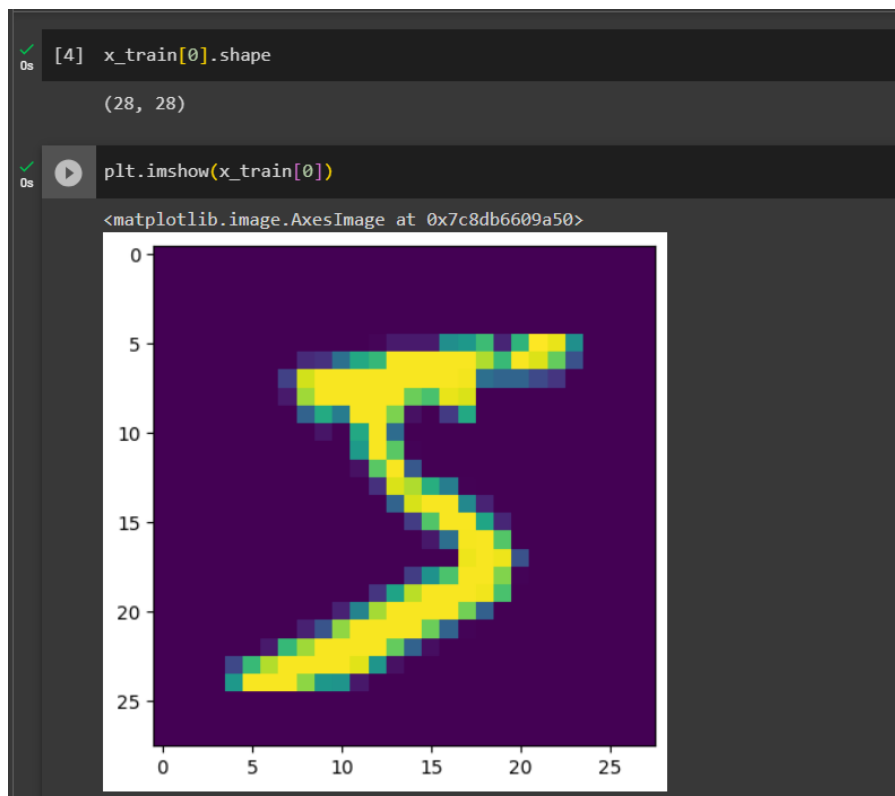 [4] x_train[0].shape
0s
(28, 28)
plt.imshow(x_train[0])
0s
<matplotlib.image.AxesImage at 0x7c8db6609a50>
0
5
10
15
20
25
0 5 10 15 20 25
5